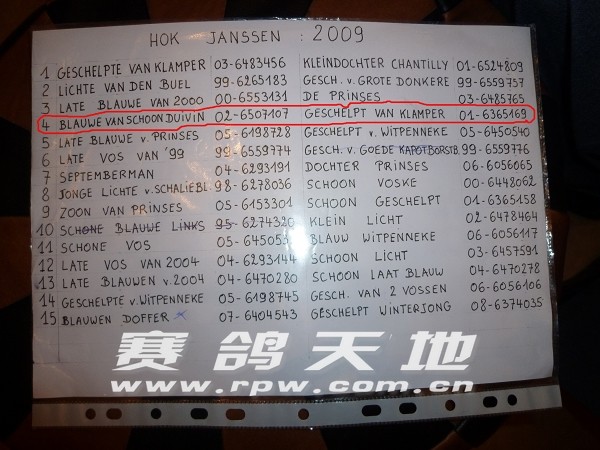 HOK JANSSEN : 2009
1 GESCHELPTE VAN KLAMPER 03-6483456 KLEINDOCHTER CHANTILLY 01-6524809
2 LICHTE VAN DEN BUEL 99-6265183 GESCH. v. GROTE DONKERE 99-6559757
3 LATE BLAUWE VAN 2000 00-6553131 DE PRINSES 03-6485765
4 BLAUWE VAN SCHOON DUIVIN 02-6507107 GESCHELPT VAN KLAMPER 01-6365169
5 LATE BLAUWE v. PRINSES 05-6198728 GESCHELPT v. WITPENNEKE 05-6450540
6 LATE VOS VAN '99 99-6559774 GESCH. v. GOEDE KAPOTBORSTB. 99-6559776
7 SEPTEMBERMAN 04-6293191 DOCHTER PRINSES 06-6056065
8 JONGE LICHTE v. SCHALIEBL. 98-6278036 SCHOON VOSKE 00-6448062
9 ZOON VAN PRINSES 05-6153301 SCHOON GESCHELPT 01-6365158
10 SCHONE BLAUWE LINKS 95-6274320 KLEIN LICHT 02-6478464
11 SCHONE VOS 05-645053 BLAUW WITPENNEKE 06-6056117
12 LATE VOS VAN 2004 04-6293144 SCHOON LICHT 03-6457591
13 LATE BLAUWEN v. 2004 04-6470280 SCHOON LAAT BLAUW 04-6470278
14 GESCHELPTE v. WITPENNEKE 05-6198745 GESCH. VAN 2 VOSSEN 06-6056106
15 BLAUWEN DOFFER 07-6404543 GESCHELPT WINTERJONG 08-6374035
赛鸽天地
www.rpw.com.cn